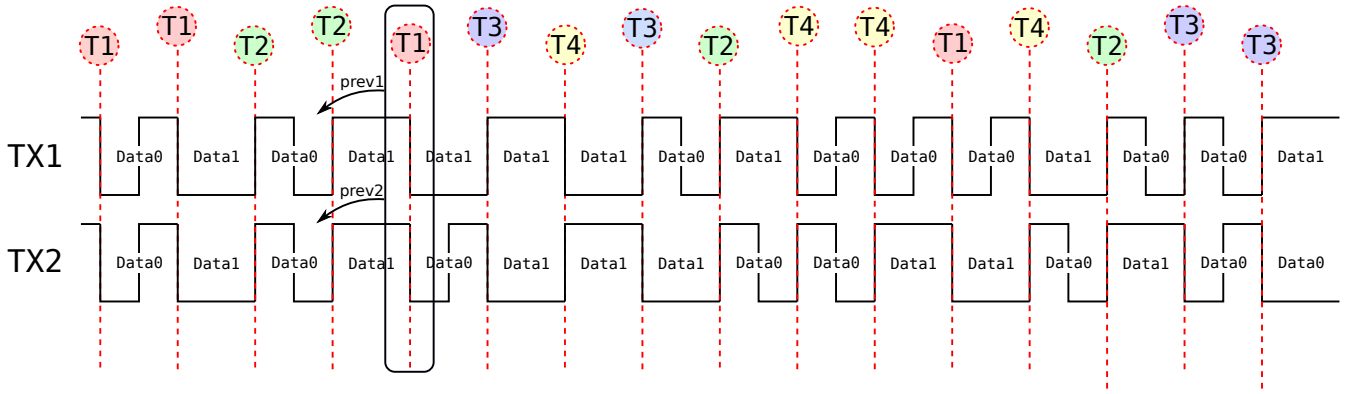 T1 T1 T2 T2 T1 T3 T4 T3 T2 T4 T4 T1 T4 T2 T3 T3
prev1
TX1 Data0 Data1 Data0 Data1 Data1 Data1 Data1 Data0 Data1 Data0 Data0 Data0 Data1 Data0 Data0 Data1
prev2
TX2 Data0 Data1 Data0 Data1 Data0 Data1 Data1 Data1 Data0 Data0 Data1 Data1 Data0 Data1 Data0 Data0